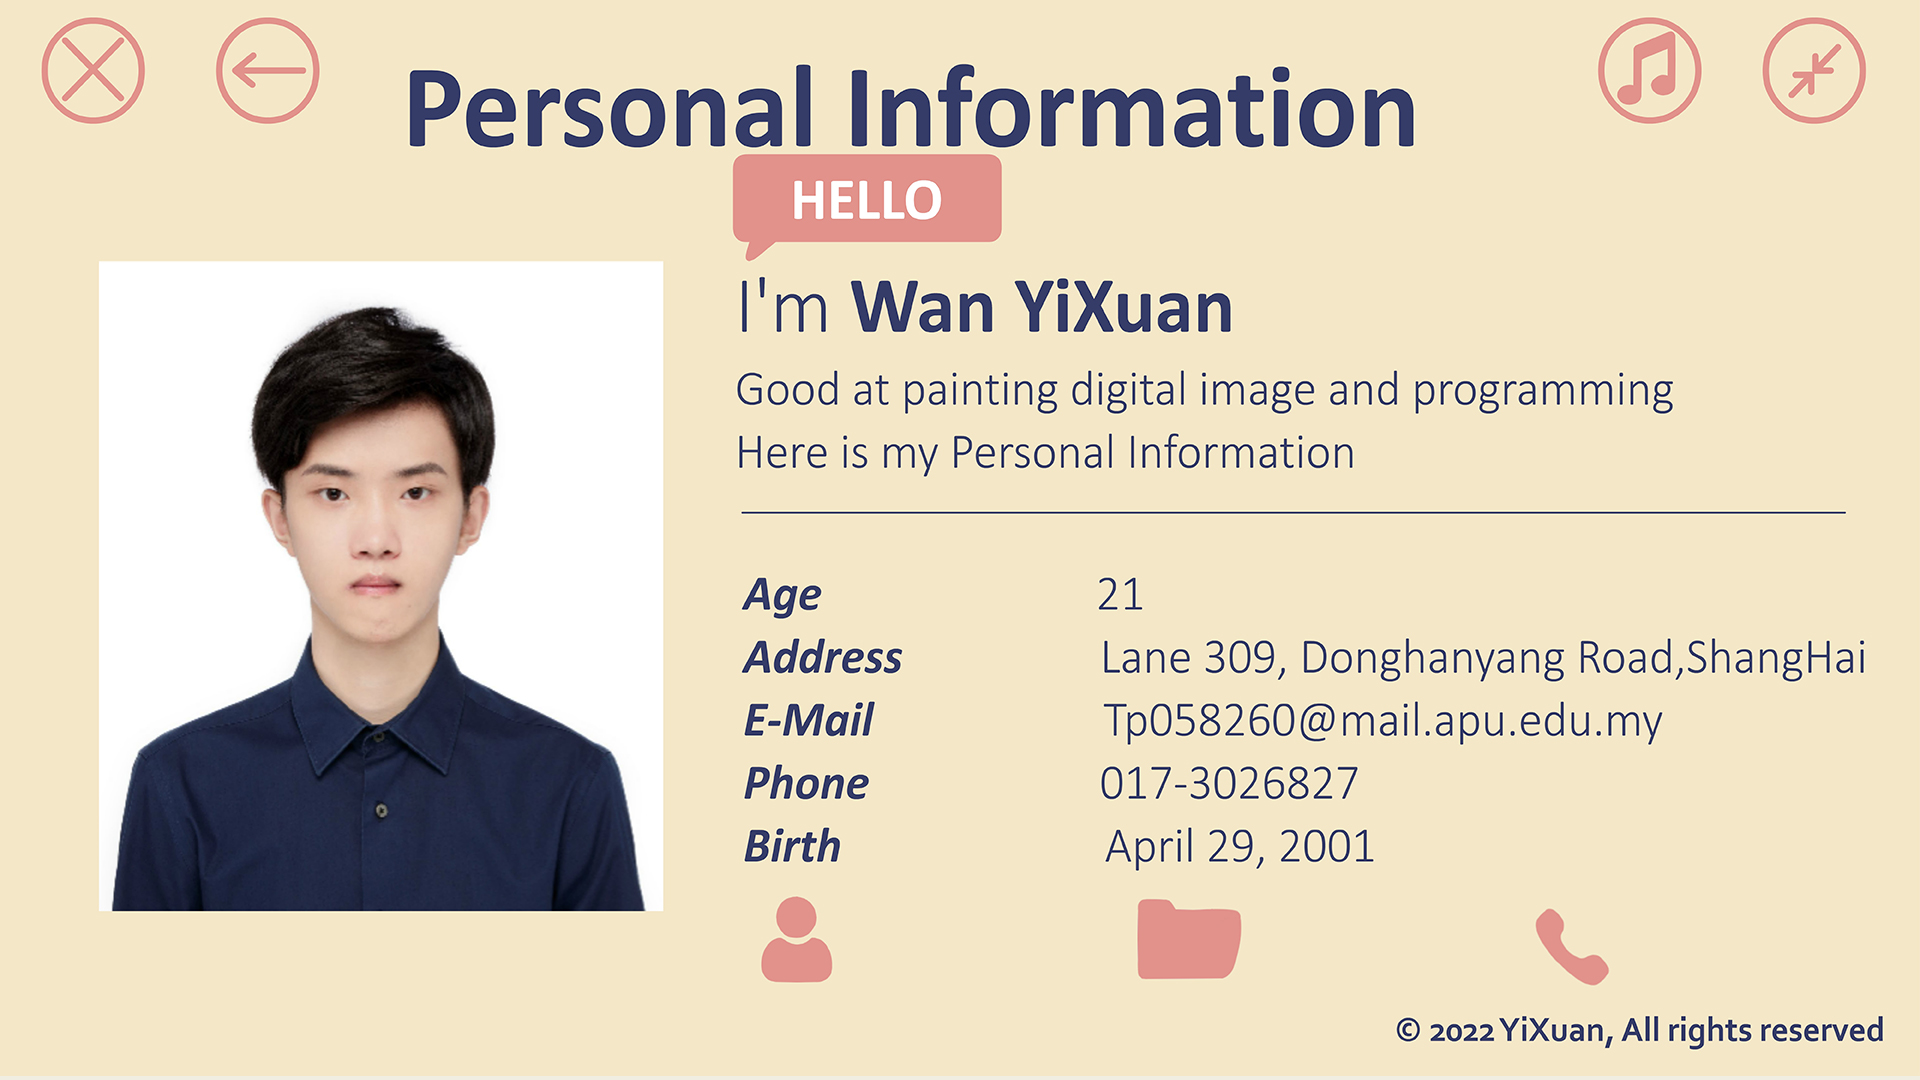 Personal Information
HELLO
I'm Wan YiXuan
Good at painting digital image and programming
Here is my Personal Information
Age 21
Address Lane 309, Donghanyang Road,ShangHai
E-Mail Tp058260@mail.apu.edu.my
Phone 017-3026827
Birth April 29, 2001
© 2022 YiXuan, All rights reserved